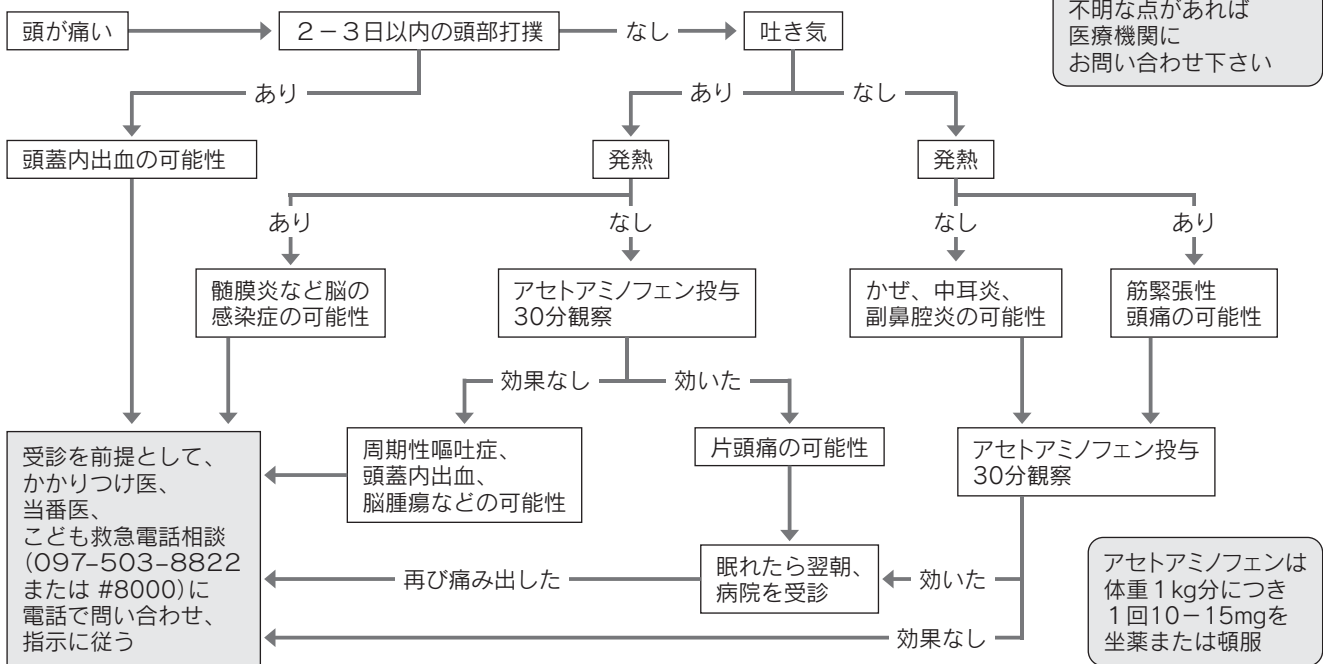 不明な点があれば
医療機関に
お問い合わせ下さい
頭が痛い
2－3日以内の頭部打撲
なし
吐き気
あり
あり
なし
頭蓋内出血の可能性
発熱
発熱
あり
なし
なし
あり
髄膜炎など脳の
感染症の可能性
アセトアミノフェン投与
30分観察
かぜ、中耳炎、
副鼻腔炎の可能性
筋緊張性
頭痛の可能性
効果なし
効いた
受診を前提として、
かかりつけ医、
当番医、
こども救急電話相談
(097-503-8822
または #8000)に
電話で問い合わせ、
指示に従う
周期性嘔吐症、
頭蓋内出血、
脳腫瘍などの可能性
片頭痛の可能性
アセトアミノフェン投与
30分観察
再び痛み出した
眠れたら翌朝、
病院を受診
効いた
効果なし
アセトアミノフェンは
体重1kg分につき
1回10－15mgを
坐薬または頓服